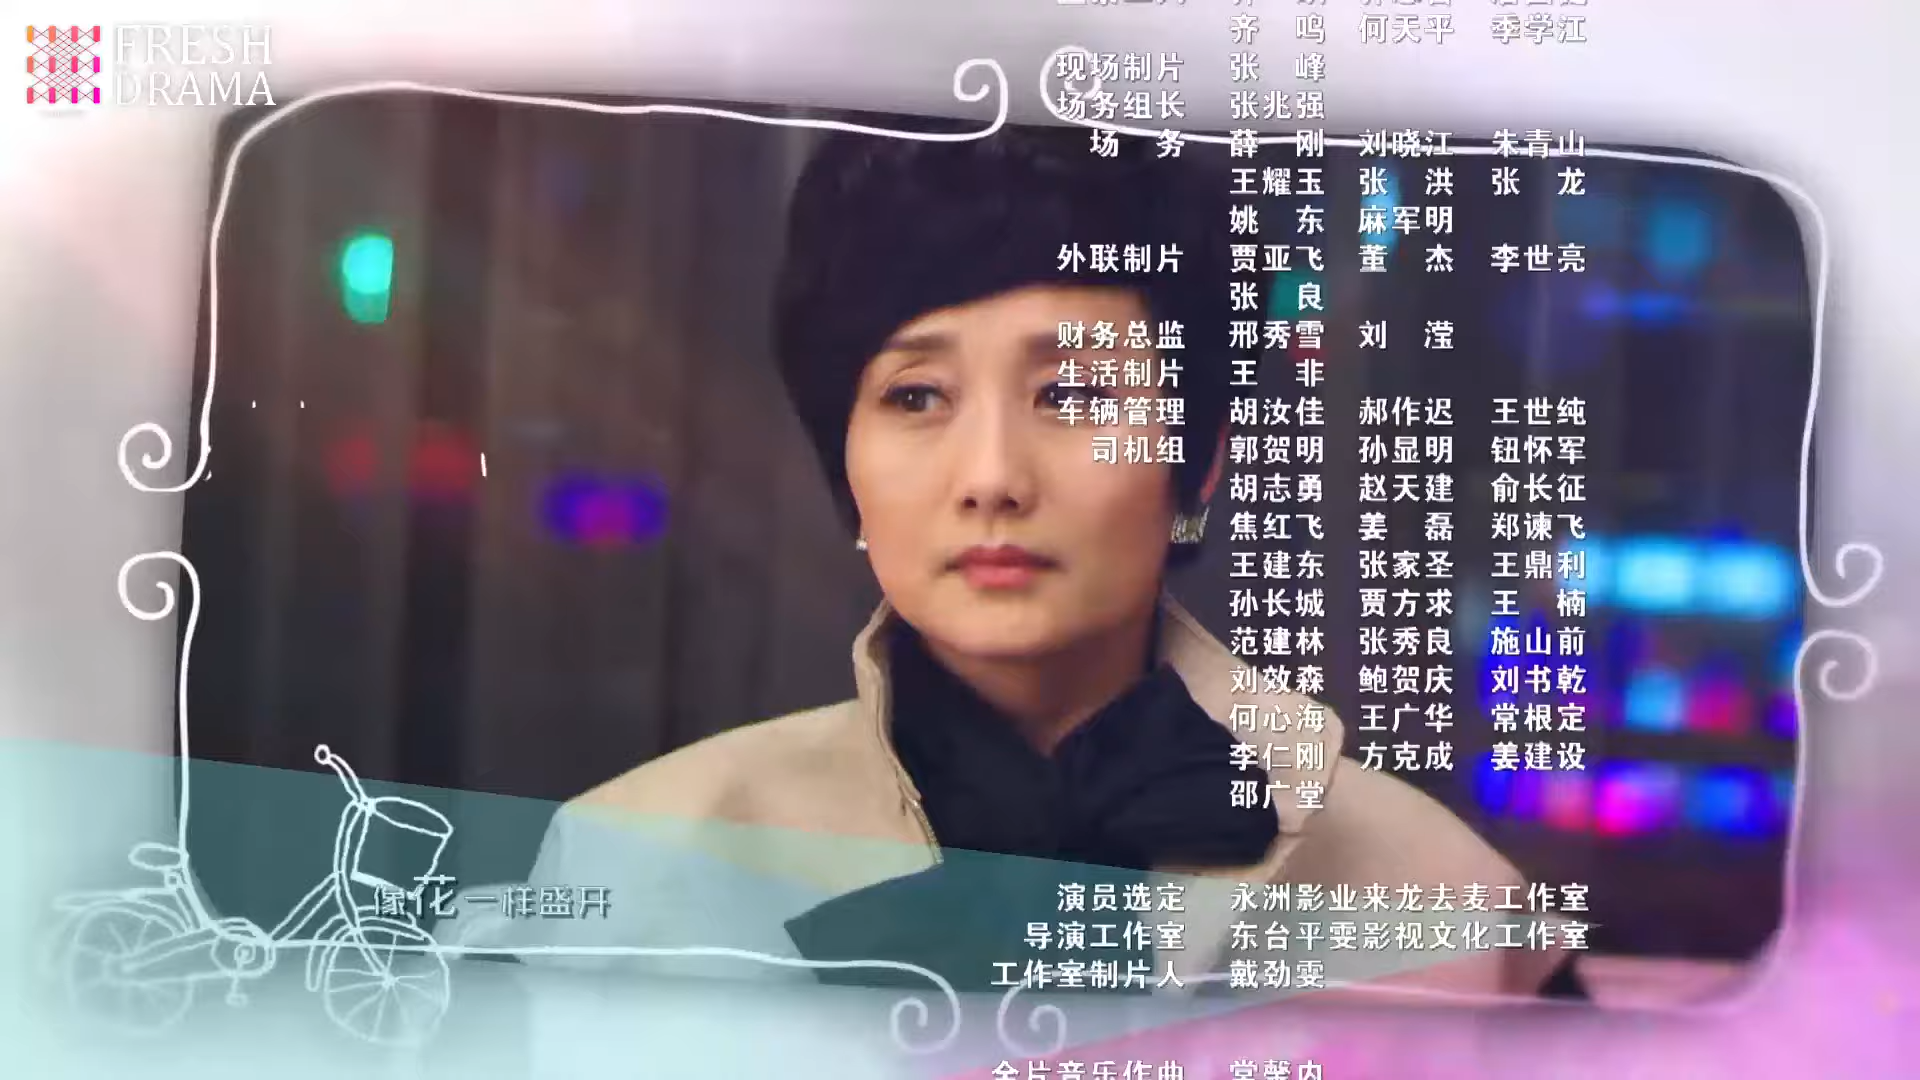 FRESH
DRAMA
齐 鸣 何天平 季学江
现场制片 张 峰
场务组长 张兆强
场 务 薛 刚 刘晓江 朱青山
王耀玉 张 洪 张 龙
姚 东 麻军明
外联制片 贾亚飞 董 杰 李世亮
张 良
财务总监 邢秀雪 刘 滢
生活制片 王 非
车辆管理 胡汝佳 郝作迟 王世纯
司机组 郭贺明 孙显明 钮怀军
胡志勇 赵天建 俞长征
焦红飞 姜 磊 郑谏飞
王建东 张家圣 王鼎利
孙长城 贾方求 王 楠
范建林 张秀良 施山前
刘效森 鲍贺庆 刘书乾
何心海 王广华 常根定
李仁刚 方克成 姜建设
邵广堂
像花一样盛开
演员选定 永洲影业来龙去麦工作室
导演工作室 东台平雯影视文化工作室
工作室制片人 戴劲雯
全片音乐作曲